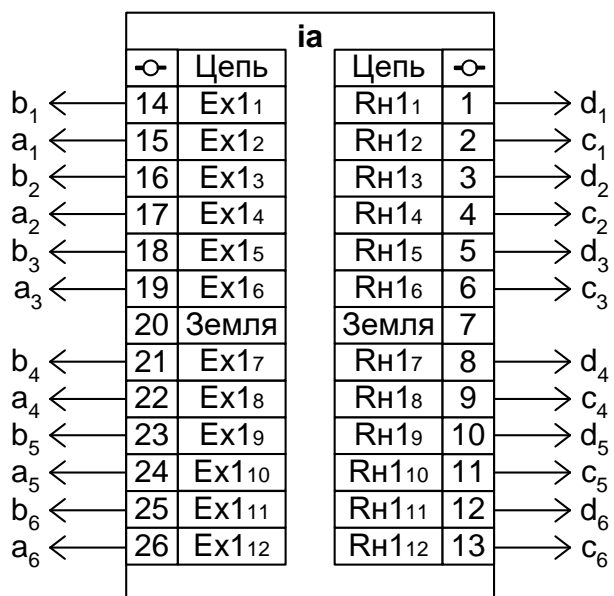 ia
Цепь Цепь
b1 14 Ex11 Rн11 1 d1
a1 15 Ex12 Rн12 2 c1
b2 16 Ex13 Rн13 3 d2
a2 17 Ex14 Rн14 4 c2
b3 18 Ex15 Rн15 5 d3
a3 19 Ex16 Rн16 6 c3
20 Земля Земля 7
b4 21 Ex17 Rн17 8 d4
a4 22 Ex18 Rн18 9 c4
b5 23 Ex19 Rн19 10 d5
a5 24 Ex110 Rн110 11 c5
b6 25 Ex111 Rн111 12 d6
a6 26 Ex112 Rн112 13 c6